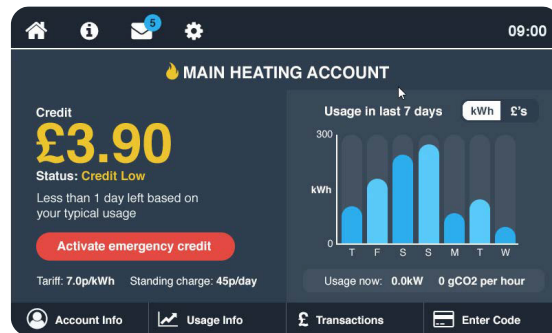 5
09:00
MAIN HEATING ACCOUNT
Credit
£3.90
Status: Credit Low
Less than 1 day left based on
your typical usage
Activate emergency credit
Tariff: 7.0p/kWh Standing charge: 45p/day
Usage in last 7 days
kWh £'s
300
kWh
0
T F S S M T W
Usage now: 0.0kW 0 gCO2 per hour
Account Info
Usage Info
£ Transactions
Enter Code